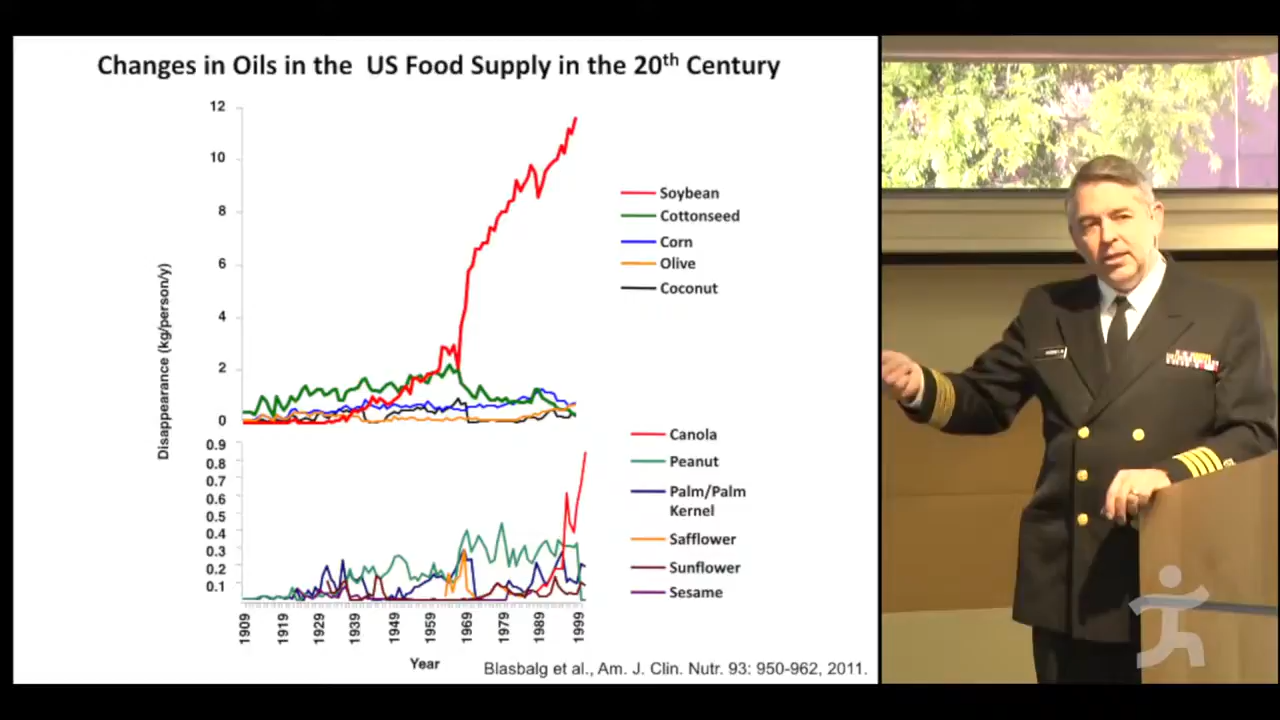 Changes in Oils in the US Food Supply in the 20th Century
12
10
8
6
4
2
0
Disappearance (kg/person/y)
Soybean
Cottonseed
Corn
Olive
Coconut
0.9
0.8
0.7
0.6
0.5
0.4
0.3
0.2
0.1
Canola
Peanut
Palm/Palm
Kernel
Safflower
Sunflower
Sesame
1909
1919
1929
1939
1949
1959
1969
1979
1989
1999
Year
Blasbalg et al., Am. J. Clin. Nutr. 93: 950-962, 2011.